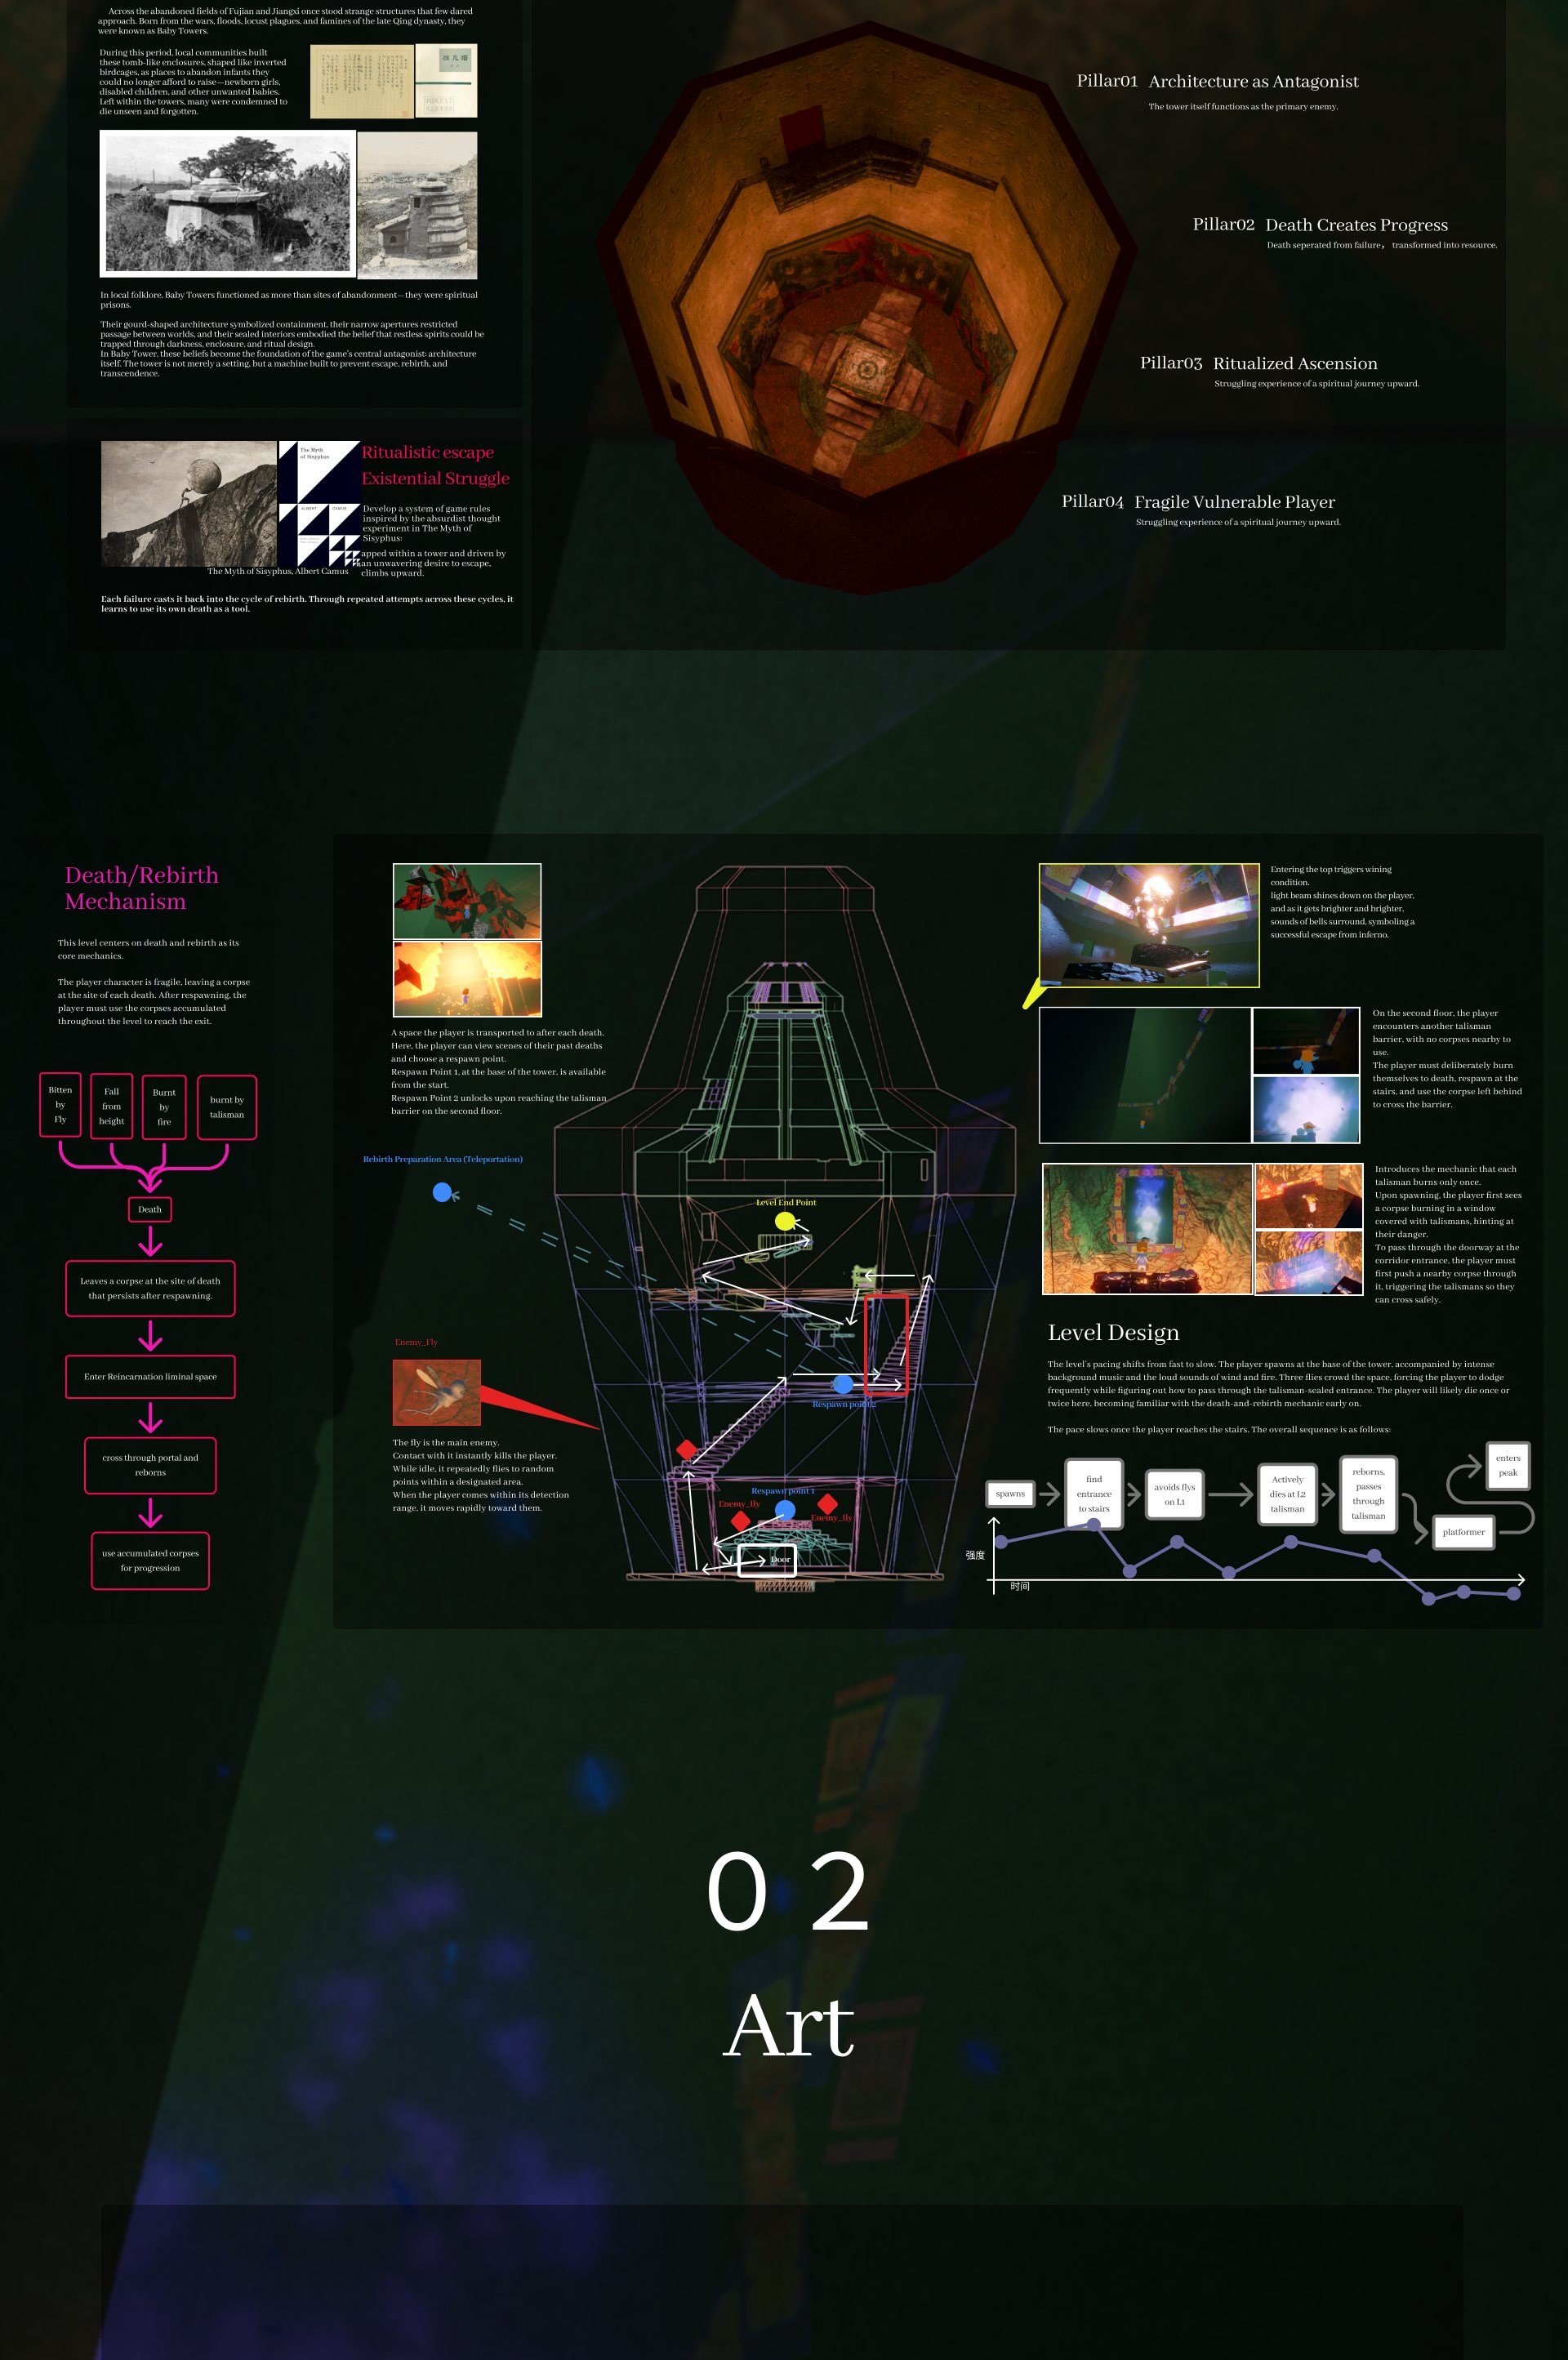 Across the abandoned fields of Fujian and Jiangxi once stood strange structures that few dared
approach. Born from the wars, floods, locust plagues, and famines of the late Qing dynasty, they
were known as Baby Towers.
During this period, local communities built
these tomb-like enclosures, shaped like inverted
birdcages, as places to abandon infants they
could no longer afford to raise—newborn girls,
disabled children, and other unwanted babies.
Left within the towers, many were condemned to
die unseen and forgotten.
In local folklore, Baby Towers functioned as more than sites of abandonment—they were spiritual
prisons.
Their gourd-shaped architecture symbolized containment, their narrow apertures restricted
passage between worlds, and their sealed interiors embodied the belief that restless spirits could be
trapped through darkness, enclosure, and ritual design.
In Baby Tower, these beliefs become the foundation of the game's central antagonist: architecture
itself. The tower is not merely a setting, but a machine built to prevent escape, rebirth, and
transcendence.
The Myth
of Sisyphus
ALBERT CAMUS
Ritualistic escape
Existential Struggle
Develop a system of game rules
inspired by the absurdist thought
experiment in The Myth of
Sisyphus:
apped within a tower and driven by
an unwavering desire to escape,
climbs upward.
The Myth of Sisyphus, Albert Camus
Each failure casts it back into the cycle of rebirth. Through repeated attempts across these cycles, it
learns to use its own death as a tool.
Pillar01 Architecture as Antagonist
The tower itself functions as the primary enemy.
Pillar02 Death Creates Progress
Death seperated from failure， transformed into resource.
Pillar03 Ritualized Ascension
Struggling experience of a spiritual journey upward.
Pillar04 Fragile Vulnerable Player
Struggling experience of a spiritual journey upward.
Death/Rebirth
Mechanism
This level centers on death and rebirth as its
core mechanics.
The player character is fragile, leaving a corpse
at the site of each death. After respawning, the
player must use the corpses accumulated
throughout the level to reach the exit.
Bitten
by
Fly
Fall
from
height
Burnt
by
fire
burnt by
talisman
Death
Leaves a corpse at the site of death
that persists after respawning.
Enter Reincarnation liminal space
cross through portal and
reborns
use accumulated corpses
for progression
A space the player is transported to after each death.
Here, the player can view scenes of their past deaths
and choose a respawn point.
Respawn Point 1, at the base of the tower, is available
from the start.
Respawn Point 2 unlocks upon reaching the talisman
barrier on the second floor.
Rebirth Preparation Area (Teleportation)
Enemy_Fly
The fly is the main enemy.
Contact with it instantly kills the player.
While idle, it repeatedly flies to random
points within a designated area.
When the player comes within its detection
range, it moves rapidly toward them.
Level End Point
Respawn point2
Respawn point 1
Enemy_fly
Enemy_fly
Door
Entering the top triggers wining
condition.
light beam shines down on the player,
and as it gets brighter and brighter,
sounds of bells surround, symboling a
successful escape from inferno.
On the second floor, the player
encounters another talisman
barrier, with no corpses nearby to
use.
The player must deliberately burn
themselves to death, respawn at the
stairs, and use the corpse left behind
to cross the barrier.
Introduces the mechanic that each
talisman burns only once.
Upon spawning, the player first sees
a corpse burning in a window
covered with talismans, hinting at
their danger.
To pass through the doorway at the
corridor entrance, the player must
first push a nearby corpse through
it, triggering the talismans so they
can cross safely.
Level Design
The level's pacing shifts from fast to slow. The player spawns at the base of the tower, accompanied by intense
background music and the loud sounds of wind and fire. Three flies crowd the space, forcing the player to dodge
frequently while figuring out how to pass through the talisman-sealed entrance. The player will likely die once or
twice here, becoming familiar with the death-and-rebirth mechanic early on.
The pace slows once the player reaches the stairs. The overall sequence is as follows:
spawns
find
entrance
to stairs
avoids flys
on L1
Actively
dies at L2
talisman
reborns,
passes
through
talisman
platformer
enters
peak
强度
时间
02
Art